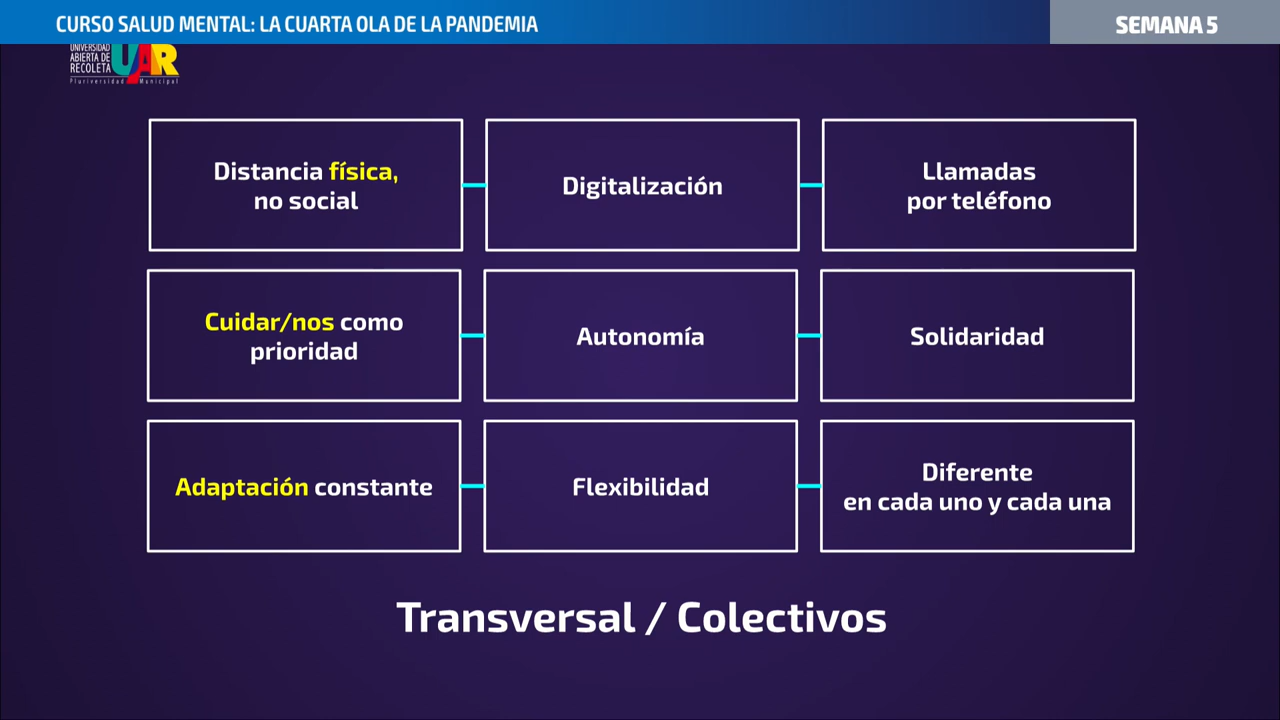 CURSO SALUD MENTAL: LA CUARTA OLA DE LA PANDEMIA
SEMANA 5
UNIVERSIDAD
ABIERTA DE
RECOLETA
UAR
Pluriversidad Municipal
Distancia física,
no social
Digitalización
Llamadas
por teléfono
Cuidar/nos como
prioridad
Autonomía
Solidaridad
Adaptación constante
Flexibilidad
Diferente
en cada uno y cada una
Transversal / Colectivos